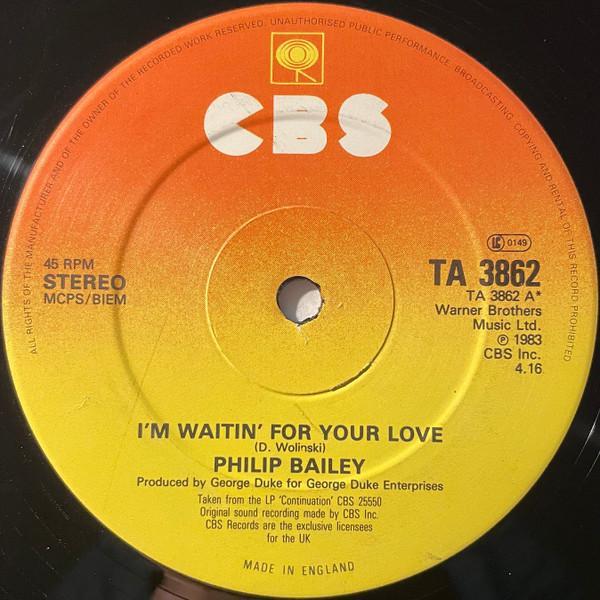 ALL RIGHTS OF THE MANUFACTURER AND OF THE OWNER OF THE RECORDED WORK RESERVED. UNAUTHORISED PUBLIC PERFORMANCE, BROADCASTING, COPYING AND RENTAL OF THIS RECORD PROHIBITED
CBS
45 RPM
STEREO
MCPS/BIEM
LC 0149
TA 3862
TA 3862 A*
Warner Brothers
Music Ltd.
℗ 1983
CBS Inc.
4.16
I'M WAITIN' FOR YOUR LOVE
(D. Wolinski)
PHILIP BAILEY
Produced by George Duke for George Duke Enterprises
Taken from the LP 'Continuation' CBS 25550
Original sound recording made by CBS Inc.
CBS Records are the exclusive licensees
for the UK
MADE IN ENGLAND